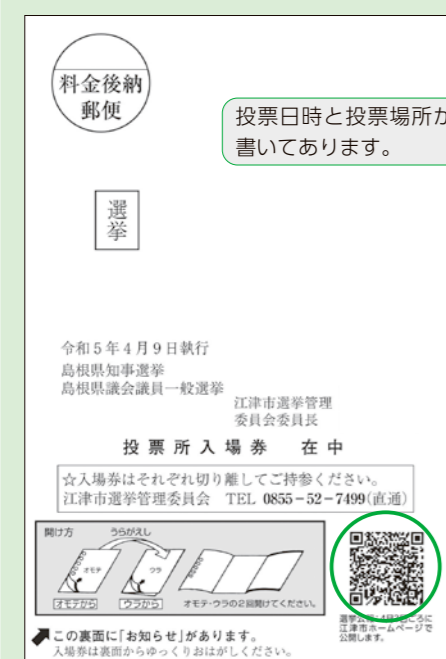 料金後納
郵便
投票日時と投票場所が
書いてあります。
選挙
令和5年4月9日執行
島根県知事選挙
島根県議会議員一般選挙
江津市選挙管理
委員会委員長
投票所入場券 在中
☆入場券はそれぞれ切り離してご持参ください。
江津市選挙管理委員会 TEL 0855-52-7499(直通)
開け方 うらがえし
オモテ ウラ
オモテから ウラから オモテ・ウラの2回開けてください。
江津市ホームページで
公開します。
この裏面に「お知らせ」があります。
入場券は裏面からゆっくりおはがしください。